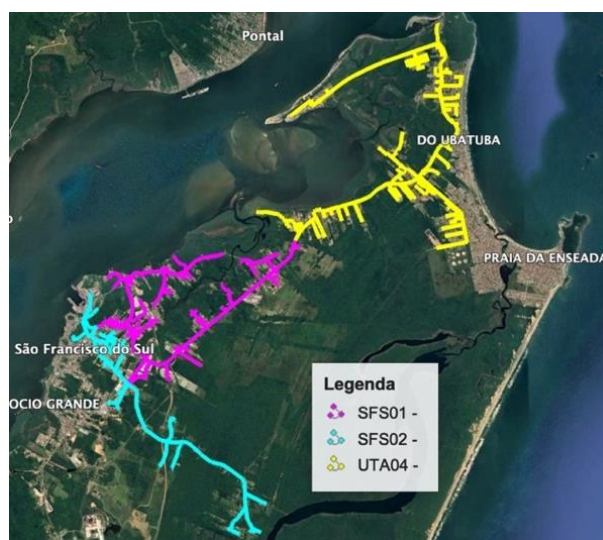 Pontal
DO UBATUBA
PRAIA DA ENSEADA
São Francisco do Sul
OCIO GRANDE
Legenda
SFS01 -
SFS02 -
UTA04 -